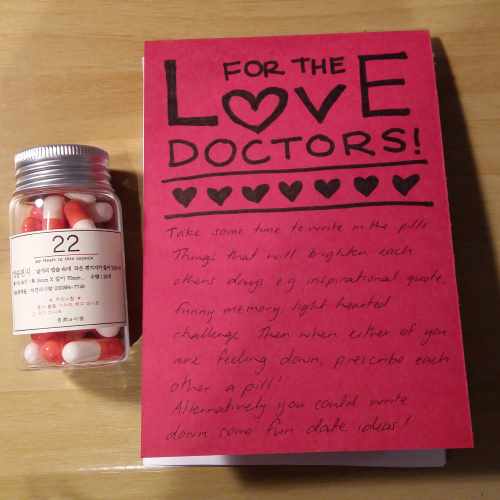 22
FOR THE
LOVE
DOCTORS!
Take some time to write in the pills
Things that will brighten each
others days e.g inspirational quote,
funny memory, light hearted
challenge. Then when either of you
are feeling down, prescribe each
other a pill!
Alternatively you could write
down some fun date ideas!